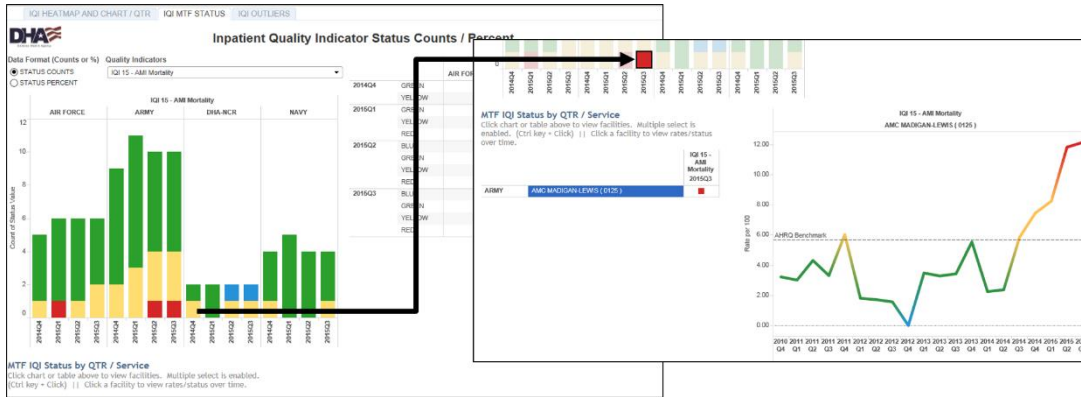 IQI HEATMAP AND CHART / QTR IQI MTF STATUS IQI OUTLIERS
DHA
Inpatient Quality Indicator Status Counts / Percent
Data Format (Counts or %) Quality Indicators
STATUS COUNTS IQI 15 - AMI Mortality
STATUS PERCENT
IQI 15 - AMI Mortality
AIR FORCE ARMY DHA-NCR NAVY
Count of Status Value
12
10
8
6
4
2
0
2014Q4 2015Q1 2015Q2 2015Q3 2014Q4 2015Q1 2015Q2 2015Q3 2014Q4 2015Q1 2015Q2 2015Q3 2014Q4 2015Q1 2015Q2 2015Q3
MTF IQI Status by QTR / Service
Click chart or table above to view facilities. Multiple select is enabled.
(Ctrl key + Click) || Click a facility to view rates/status over time.
AIR FOR
2014Q4
YELLOW
2015Q1
RED
2015Q2
RED
2015Q3
RED
0
2014Q4 2015Q1 2015Q2 2015Q3 2014Q4 2015Q1 2015Q2 2015Q3 2014Q4 2015Q1 2015Q2 2015Q3 2014Q4 2015Q1 2015Q2 2015Q3
MTF IQI Status by QTR / Service
Click chart or table above to view facilities. Multiple select is
enabled. (Ctrl key + Click) || Click a facility to view rates/status
over time.
IQI 15 -
AMI
Mortality
2015Q3
ARMY AMC MADIGAN-LEWIS ( 0125 )
IQI 15 - AMI Mortality
AMC MADIGAN-LEWIS ( 0125 )
Rate per 100
12.00
10.00
8.00
6.00
4.00
2.00
0.00
AHRQ Benchmark
2010 2011 2011 2011 2011 2012 2012 2012 2012 2013 2013 2013 2013 2014 2014 2014 2014 2015 2015
Q4 Q1 Q2 Q3 Q4 Q1 Q2 Q3 Q4 Q1 Q2 Q3 Q4 Q1 Q2 Q3 Q4 Q1 Q2